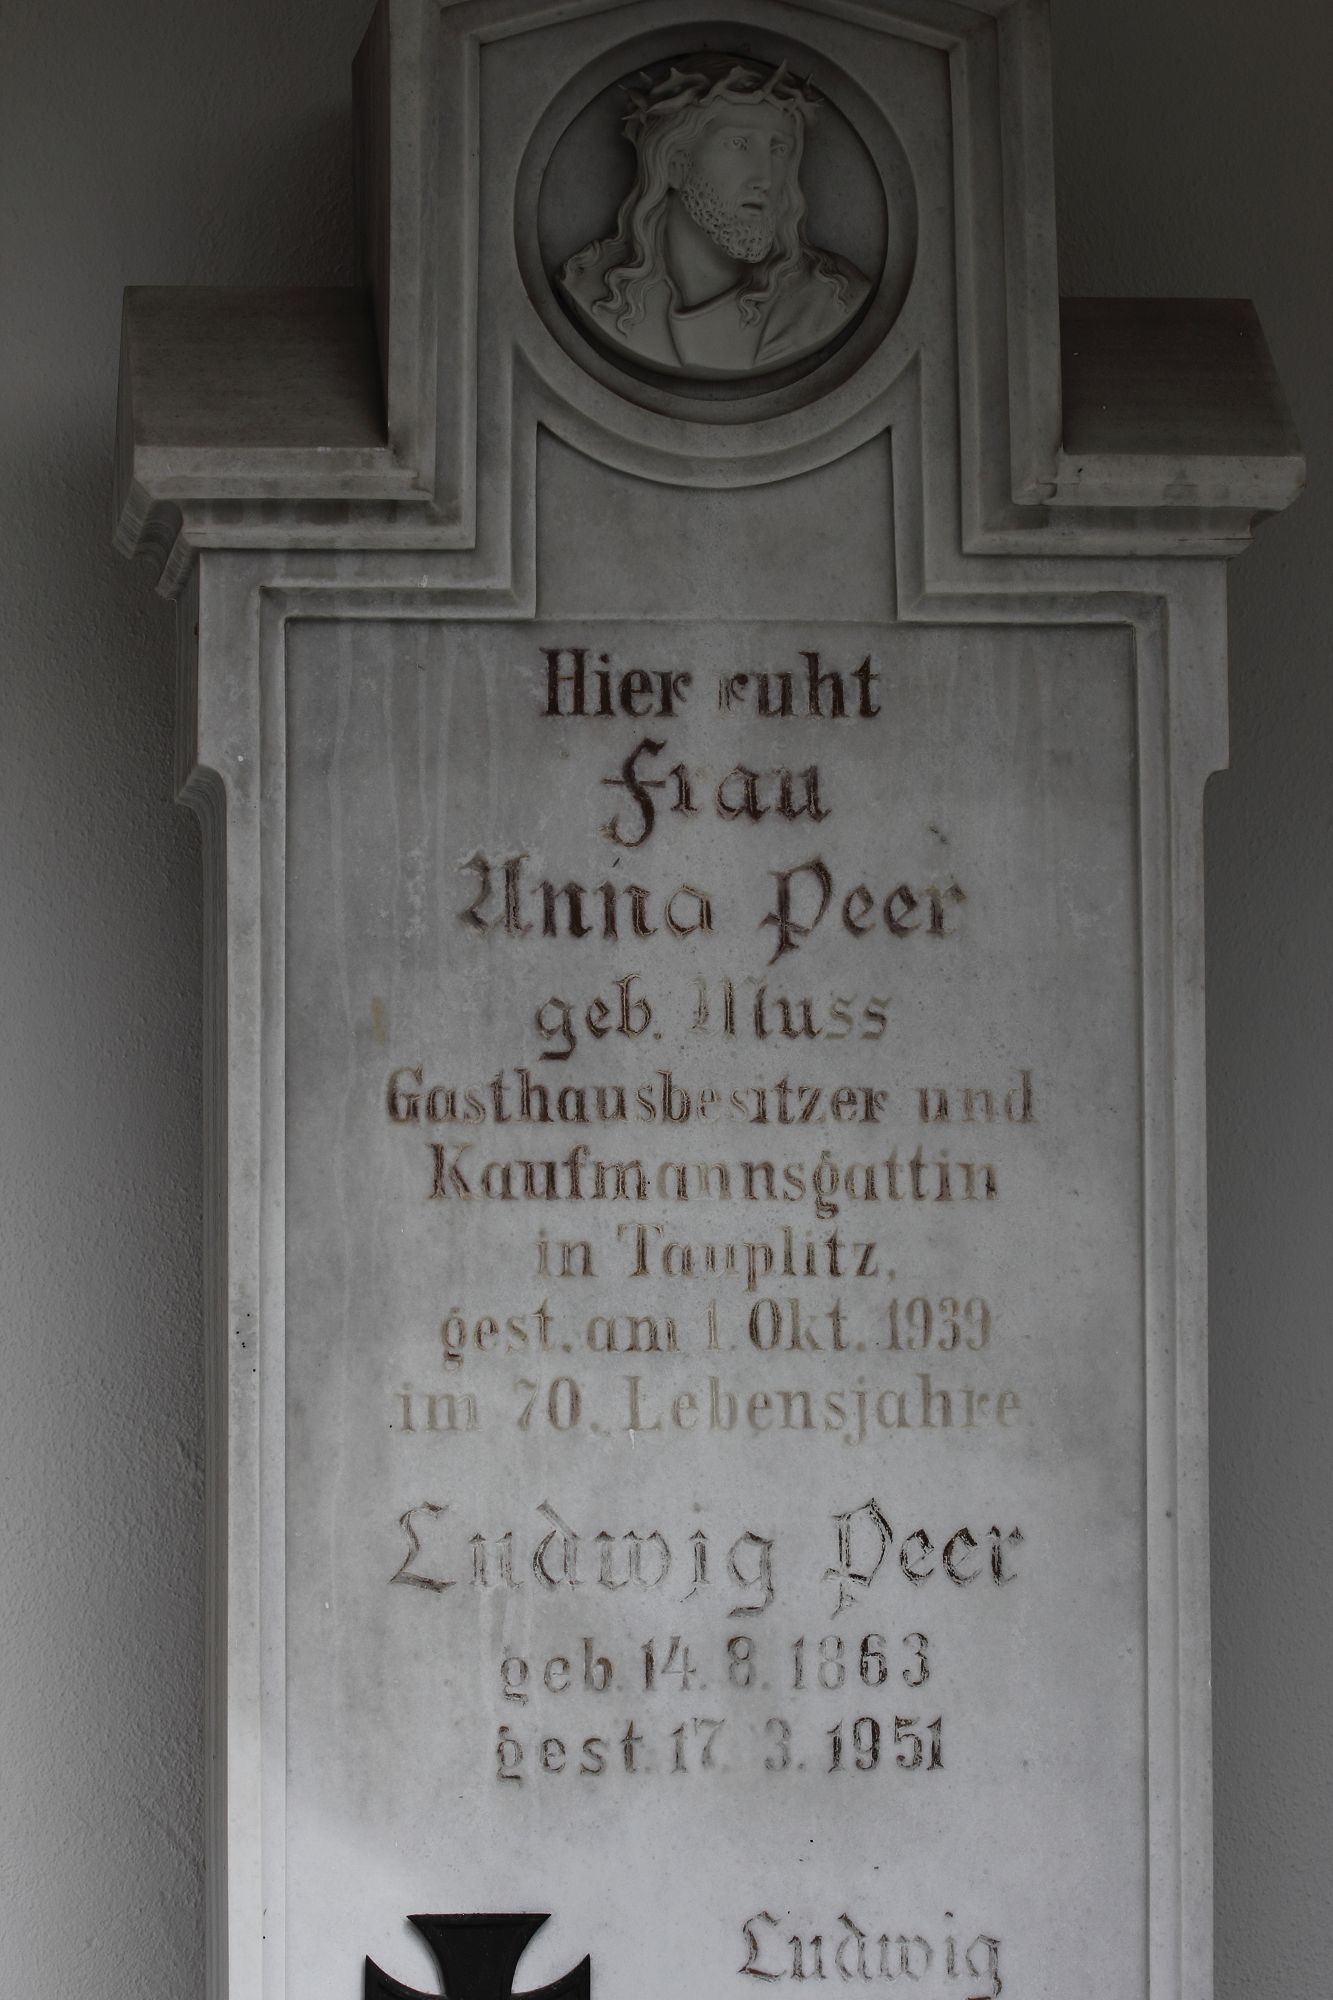 Hier ruht
Frau
Anna Peer
geb. Muss
Gasthausbesitzer und
Kaufmannsgattin
in Tauplitz,
gest. am 1. Okt. 1939
im 70. Lebensjahre
Ludwig Peer
geb. 14. 8. 1863
gest. 17. 3. 1951
Ludwig